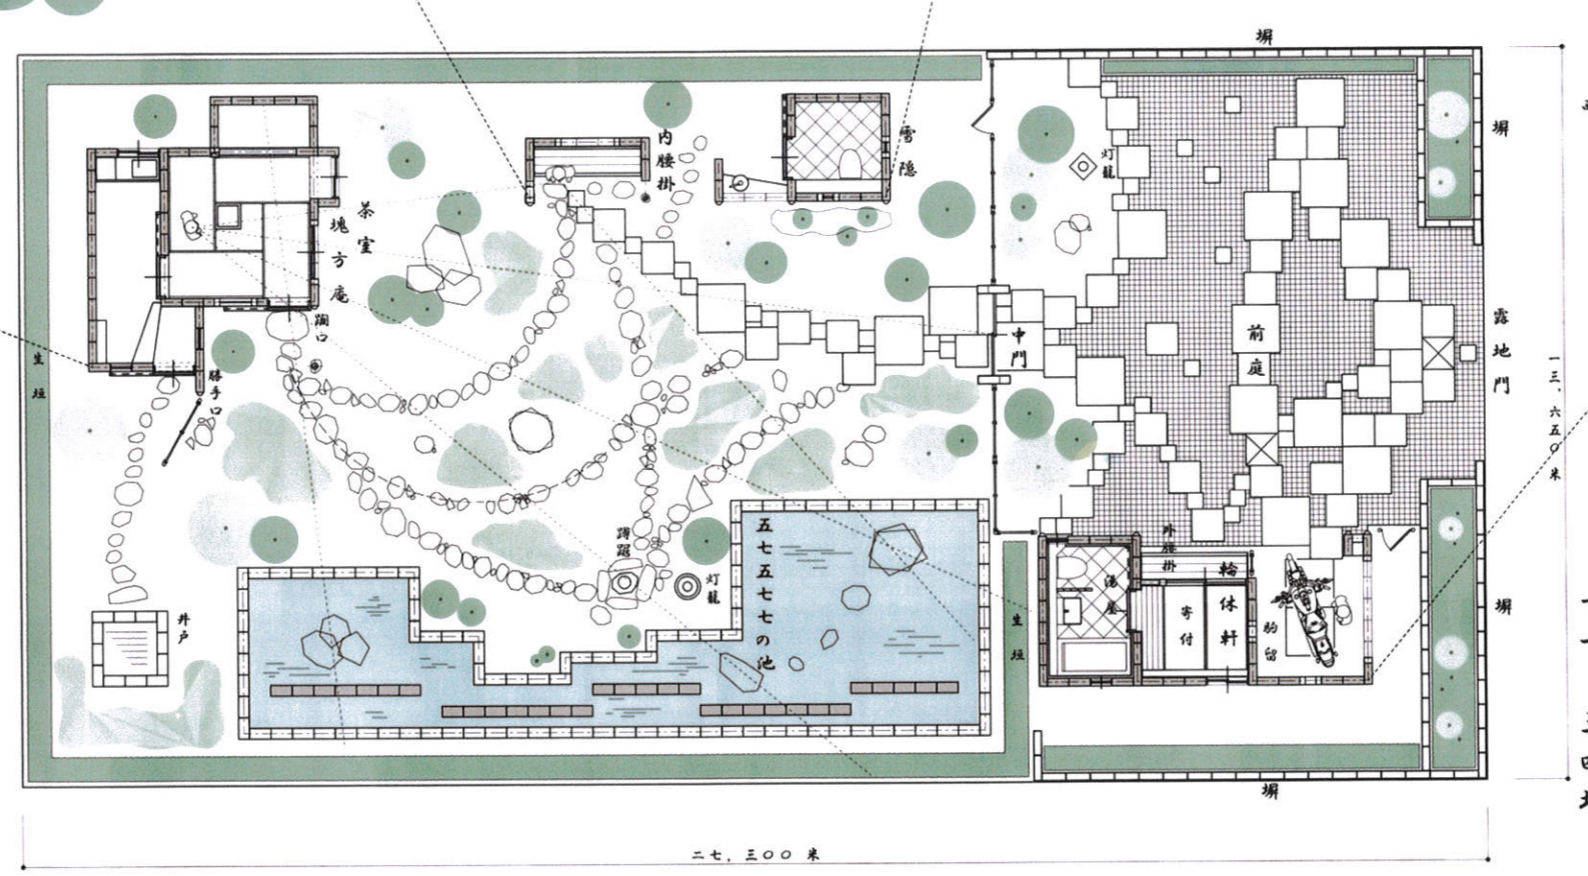 塀
塀
内腰掛
雪隠
灯籠
茶室
塊方庵
躙口
中門
前庭
露地門
生垣
勝手口
一三.六五〇米
五七五七七の池
蹲踞
灯籠
外腰掛
湯屋
寄付
輪休軒
駒留
塀
井戸
生垣
塀
二七.三〇〇米